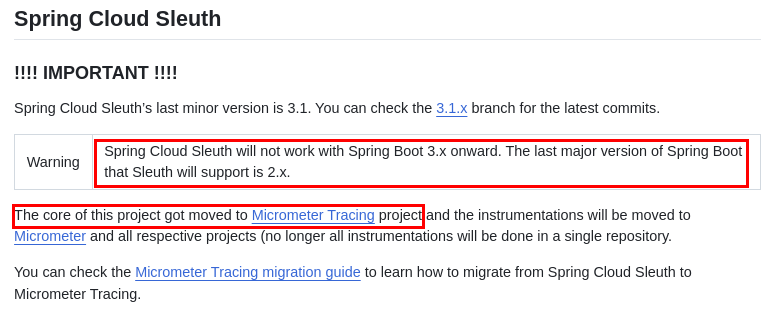 Spring Cloud Sleuth
!!!! IMPORTANT !!!!
Spring Cloud Sleuth’s last minor version is 3.1. You can check the 3.1.x branch for the latest commits.
Warning
Spring Cloud Sleuth will not work with Spring Boot 3.x onward. The last major version of Spring Boot
that Sleuth will support is 2.x.
The core of this project got moved to Micrometer Tracing project and the instrumentations will be moved to
Micrometer and all respective projects (no longer all instrumentations will be done in a single repository.
You can check the Micrometer Tracing migration guide to learn how to migrate from Spring Cloud Sleuth to
Micrometer Tracing.